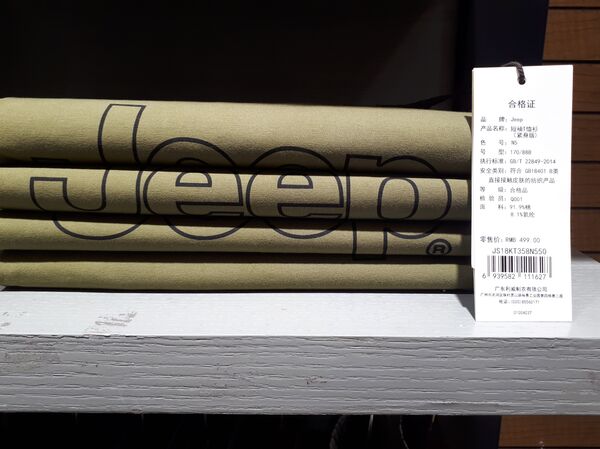 Jeep
®
合格证
品 牌: Jeep
产品名称: 短袖T恤衫
(紧身版)
色 号: N5
号 型: 170/88B
执行标准: GB/T 22849-2014
安全类别: 符合 GB18401 B类
直接接触皮肤的纺织产品
等 级: 合格品
检 验 员: Q001
面 料: 91.9%棉
8.1%氨纶
零售价: RMB 499.00
JS18KT358N550
6 939582 111627
广东利威制衣有限公司